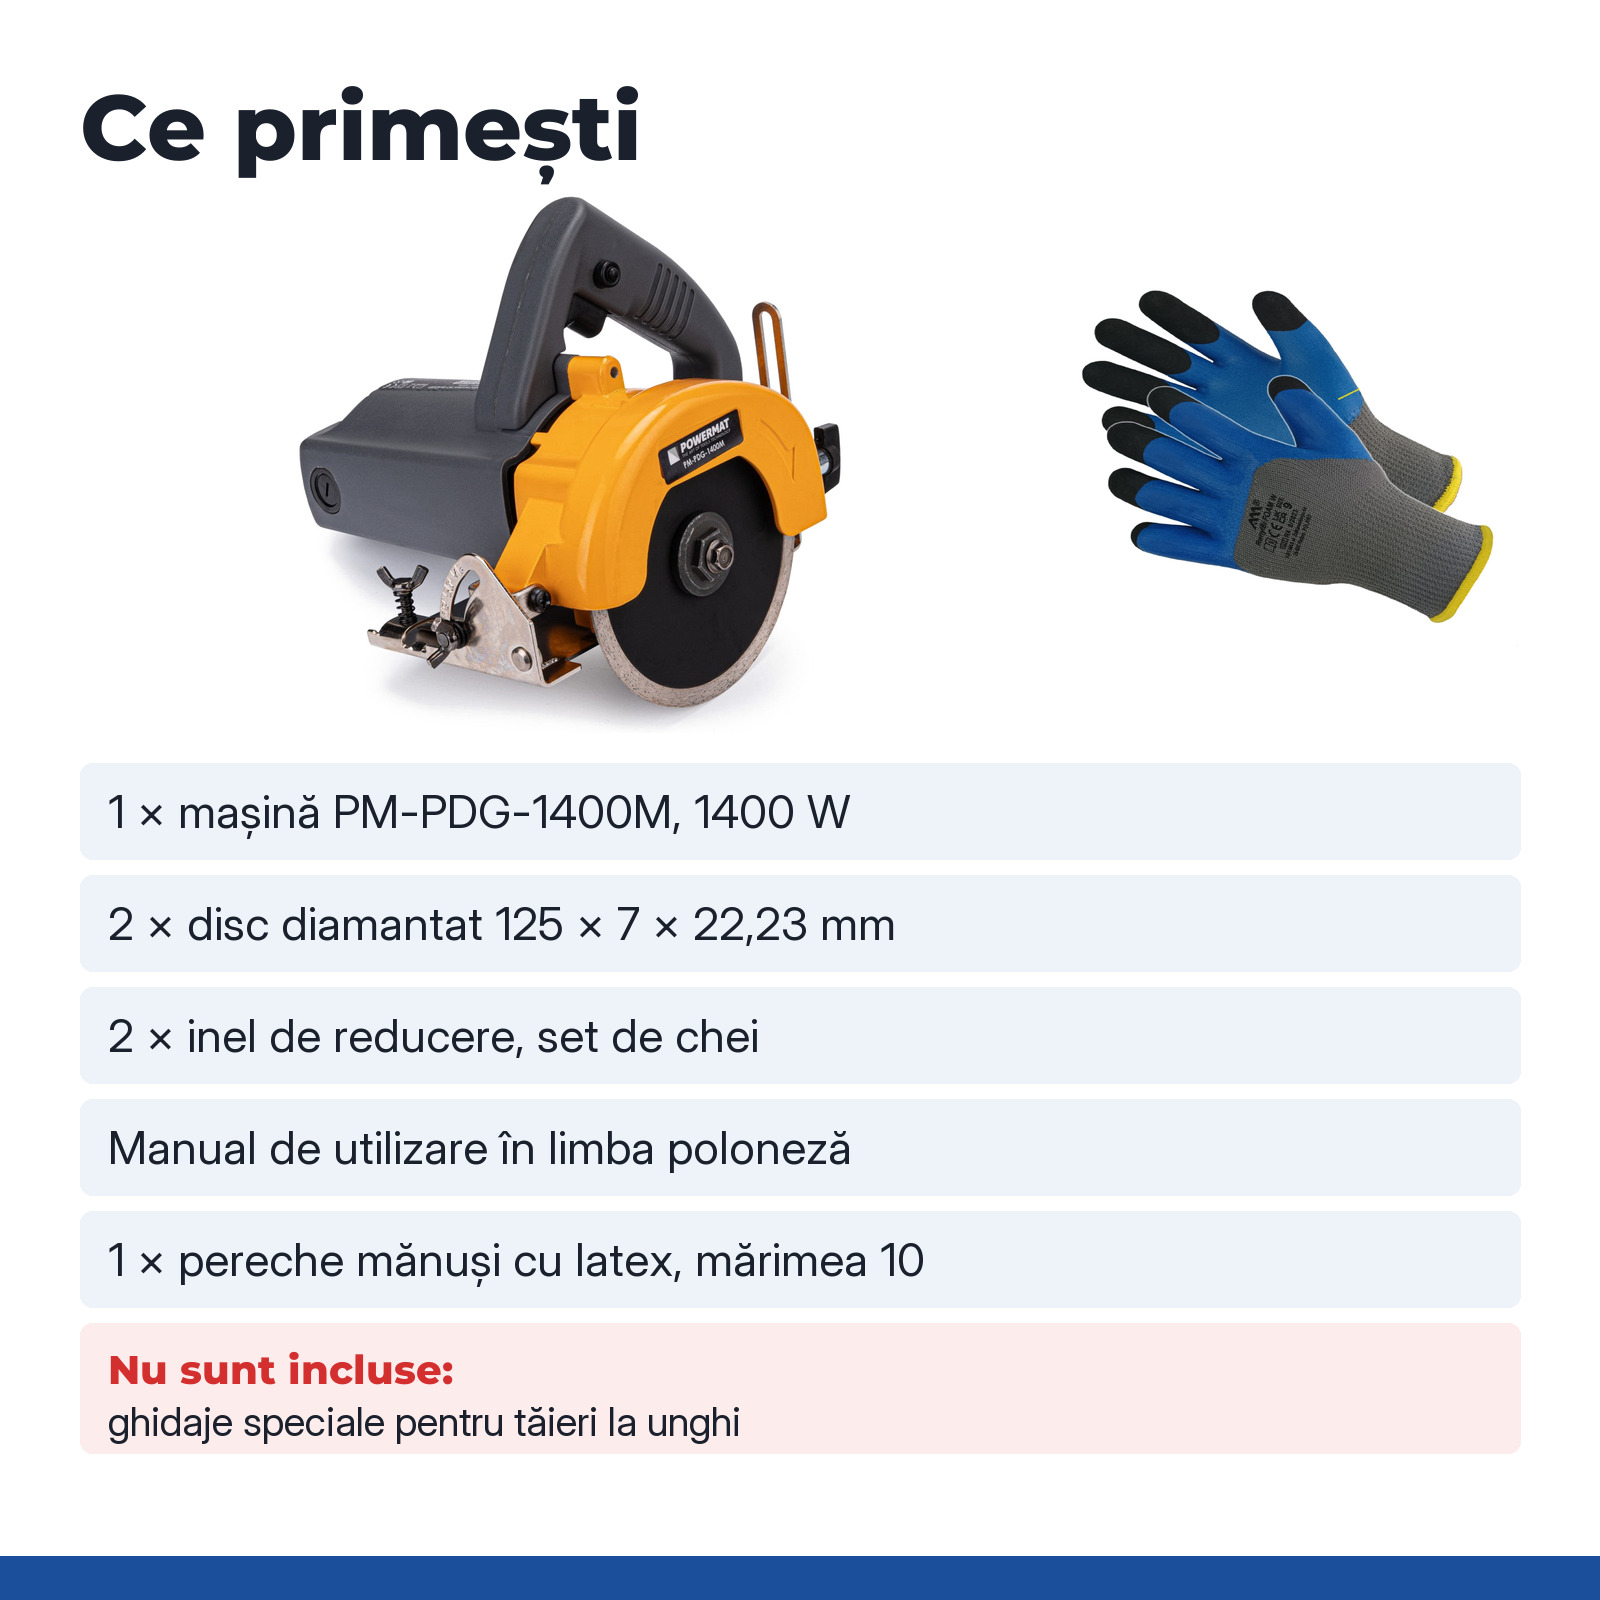 Ce primești
POWERMAT
PM-PDG-1400M
9
1 × mașină PM-PDG-1400M, 1400 W
2 × disc diamantat 125 × 7 × 22,23 mm
2 × inel de reducere, set de chei
Manual de utilizare în limba poloneză
1 × pereche mănuși cu latex, mărimea 10
Nu sunt incluse:
ghidaje speciale pentru tăieri la unghi